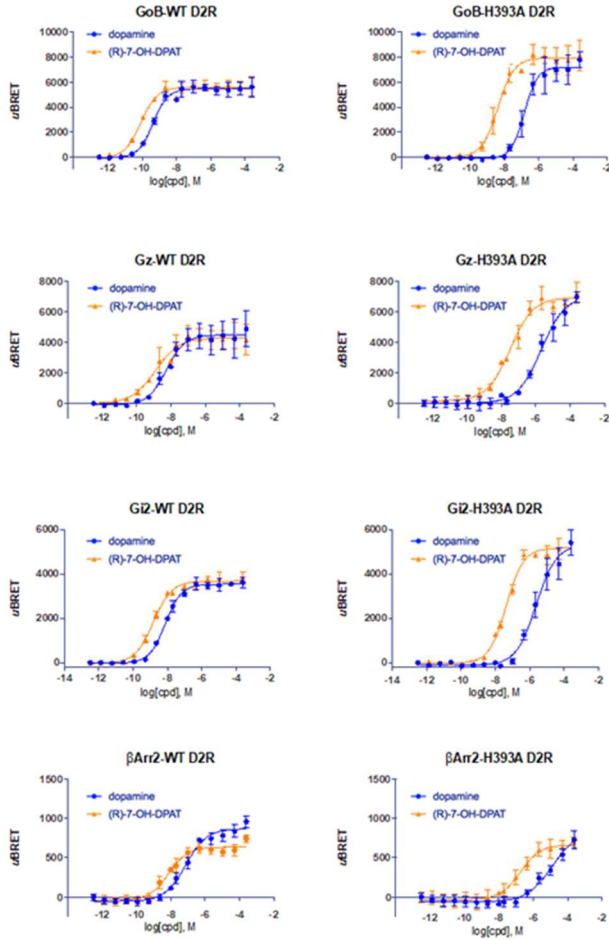 GoB-WT D2R
10000
8000
6000
4000
2000
0
uBRET
dopamine
(R)-7-OH-DPAT
-12 -10 -8 -6 -4 -2
log[cpd], M
GoB-H393A D2R
10000
8000
6000
4000
2000
0
uBRET
dopamine
(R)-7-OH-DPAT
-12 -10 -8 -6 -4 -2
log[cpd], M
Gz-WT D2R
8000
6000
4000
2000
0
uBRET
dopamine
(R)-7-OH-DPAT
-12 -10 -8 -6 -4 -2
log[cpd], M
Gz-H393A D2R
8000
6000
4000
2000
0
uBRET
dopamine
(R)-7-OH-DPAT
-12 -10 -8 -6 -4 -2
log[cpd], M
Gi2-WT D2R
6000
4000
2000
0
uBRET
dopamine
(R)-7-OH-DPAT
-14 -12 -10 -8 -6 -4 -2
log[cpd], M
Gi2-H393A D2R
6000
4000
2000
0
uBRET
dopamine
(R)-7-OH-DPAT
-14 -12 -10 -8 -6 -4 -2
log[cpd], M
βArr2-WT D2R
1500
1000
500
0
uBRET
dopamine
(R)-7-OH-DPAT
-12 -10 -8 -6 -4 -2
log[cpd], M
βArr2-H393A D2R
1500
1000
500
0
uBRET
dopamine
(R)-7-OH-DPAT
-12 -10 -8 -6 -4 -2
log[cpd], M